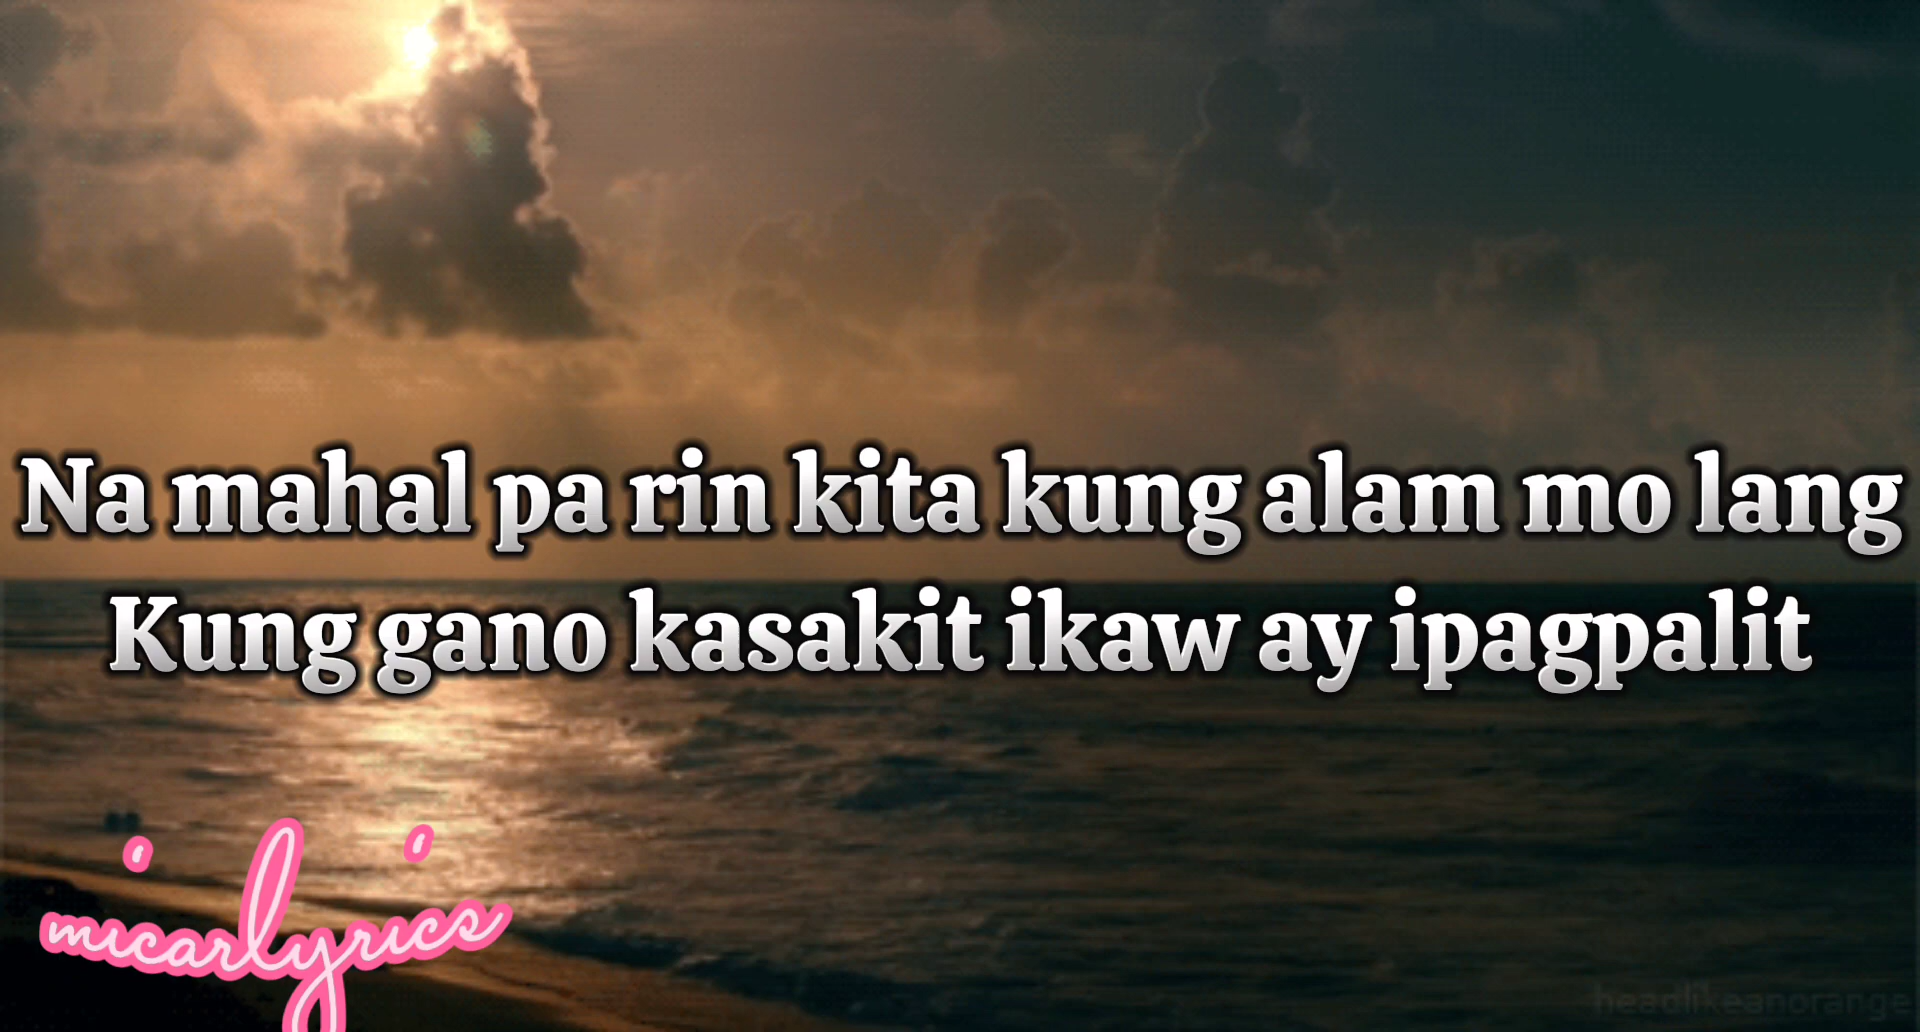 Na mahal pa rin kita kung alam mo lang
Kung gano kasakit ikaw ay ipagpalit
micarlyrics
headlikeanorange